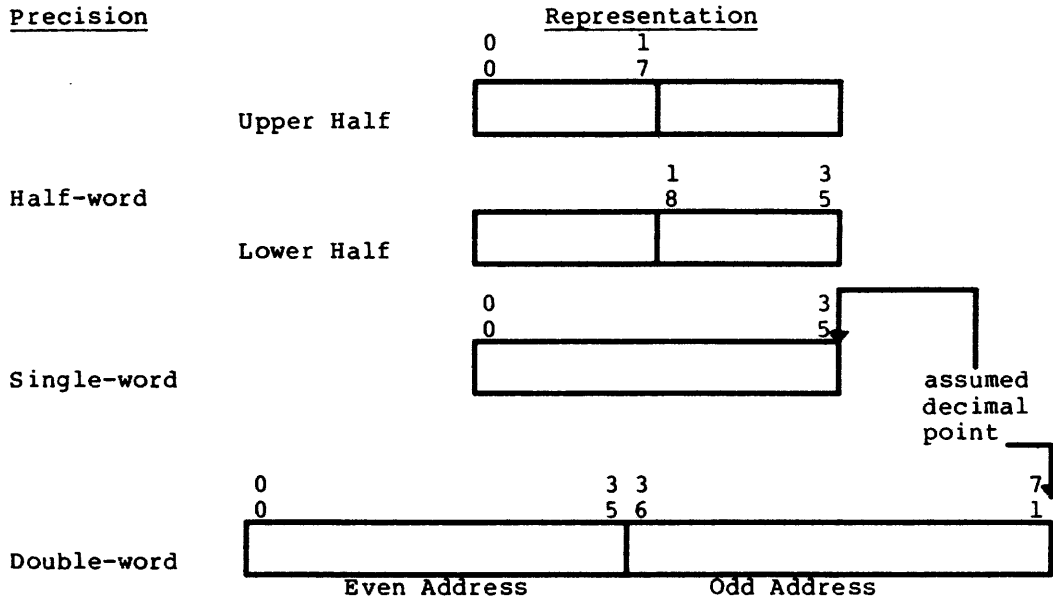 Precision Representation
0 1
0 7
Upper Half
1 3
Half-word 8 5
Lower Half
0 3
0 5
Single-word assumed
decimal
point
0 3 3 7
0 5 6 1
Double-word
Even Address Odd Address